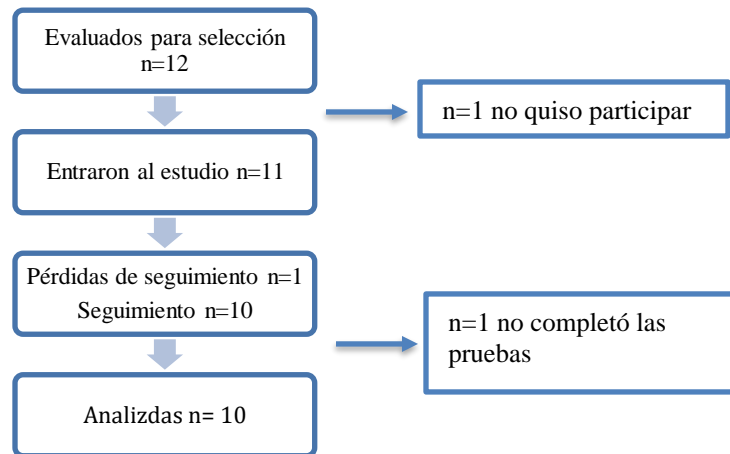 Evaluados para selección
n=12
n=1 no quiso participar
Entraron al estudio n=11
Pérdidas de seguimiento n=1
Seguimiento n=10
n=1 no completó las
pruebas
Analizdas n= 10